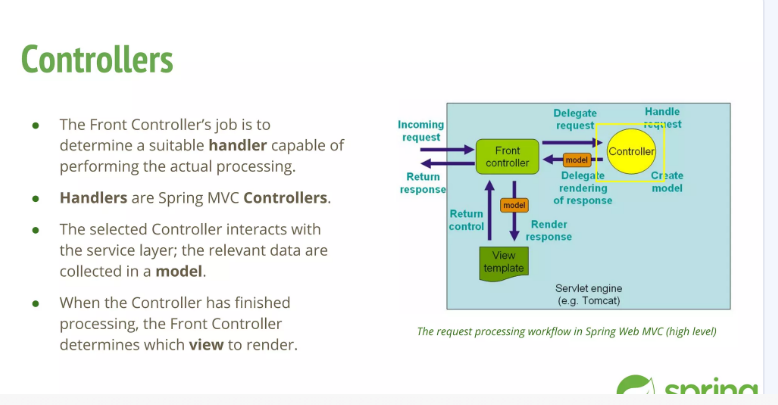 Controllers
● The Front Controller's job is to
determine a suitable handler capable of
performing the actual processing.
● Handlers are Spring MVC Controllers.
● The selected Controller interacts with
the service layer; the relevant data are
collected in a model.
● When the Controller has finished
processing, the Front Controller
determines which view to render.
Incoming
request
Return
response
Front
controller
Delegate
request
Handle
request
Controller
model
Delegate
rendering
of response
Create
model
model
Return
control
Render
response
View
template
Servlet engine
(e.g. Tomcat)
The request processing workflow in Spring Web MVC (high level)
spring